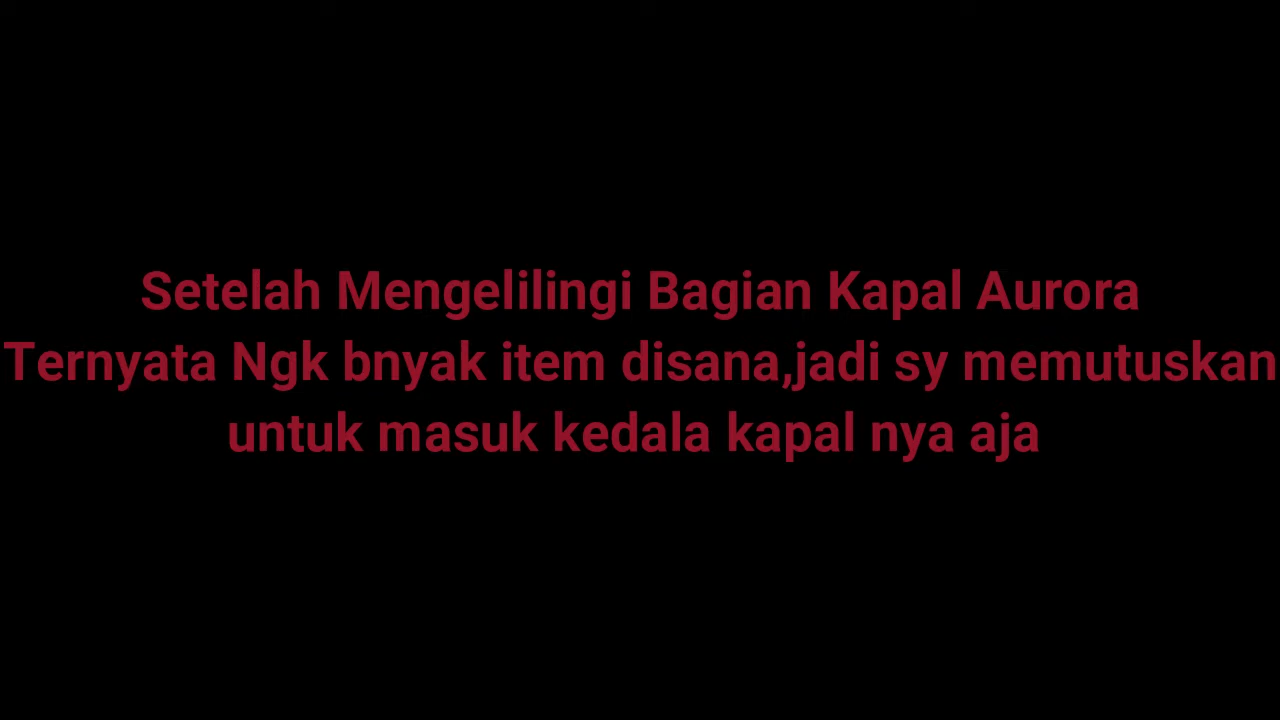 Setelah Mengelilingi Bagian Kapal Aurora
Ternyata Ngk bnyak item disana,jadi sy memutuskan
untuk masuk kedala kapal nya aja